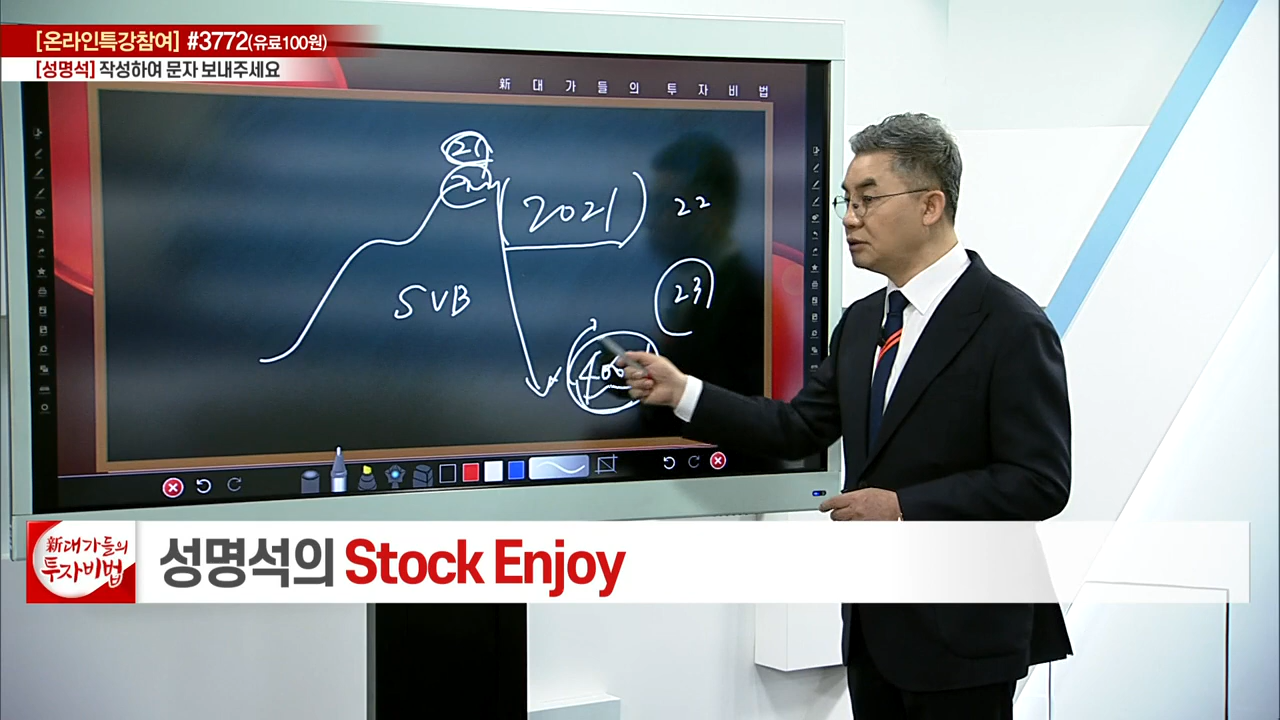 [온라인특강참여] #3772(유료100원)
[성명석] 작성하여 문자 보내주세요
新 대 가 들 의 투 자 비 법
21
2021
22
SVB
23
400
新대가들의
투자비법
성명석의 Stock Enjoy